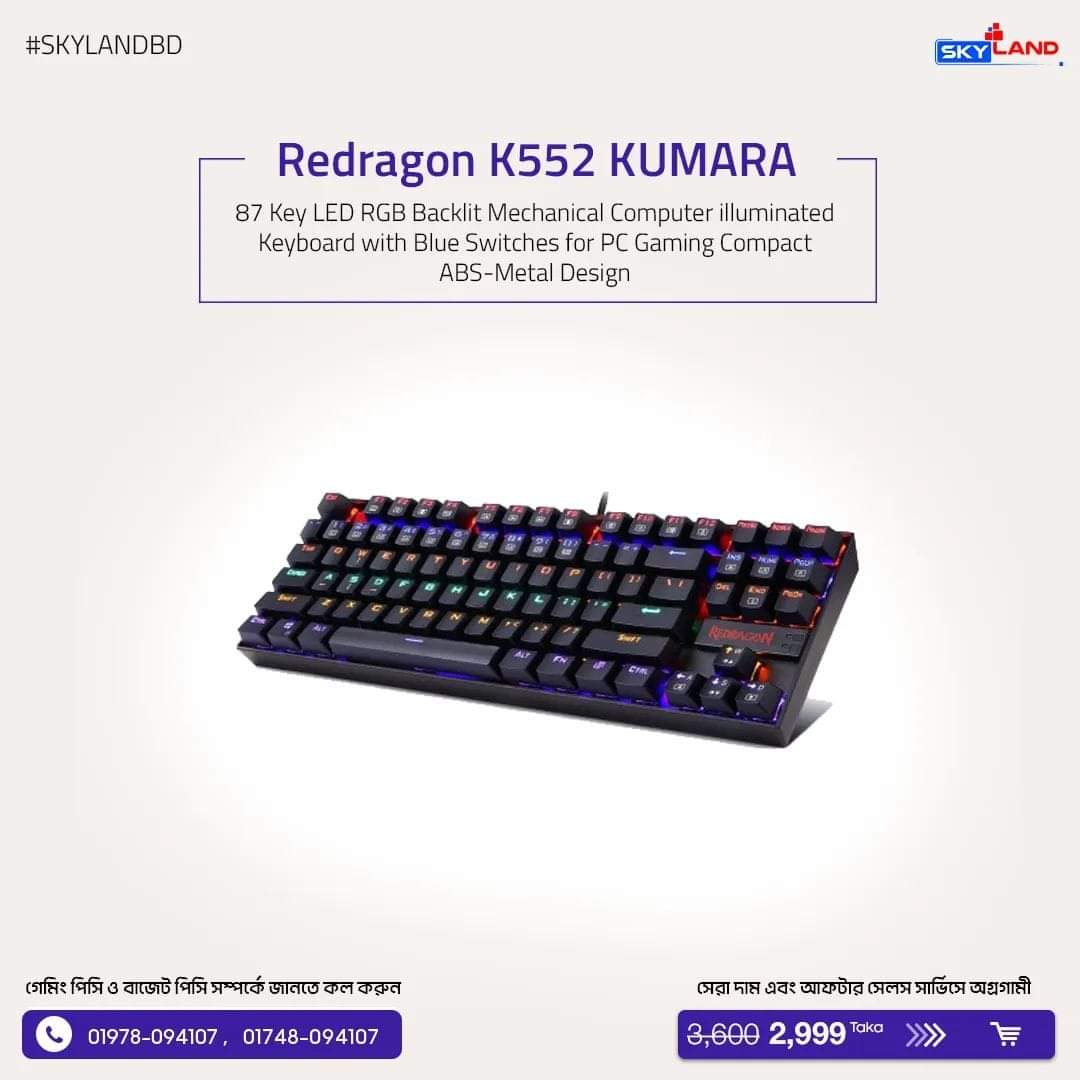 #SKYLANDBD
SKYLAND
Redragon K552 KUMARA
87 Key LED RGB Backlit Mechanical Computer illuminated
Keyboard with Blue Switches for PC Gaming Compact
ABS-Metal Design
REDRAGON
গেমিং পিসি ও বাজেট পিসি সম্পর্কে জানতে কল করুন
01978-094107 , 01748-094107
সেরা দাম এবং আফটার সেলস সার্ভিসে অগ্রগামী
3,600 2,999 Taka